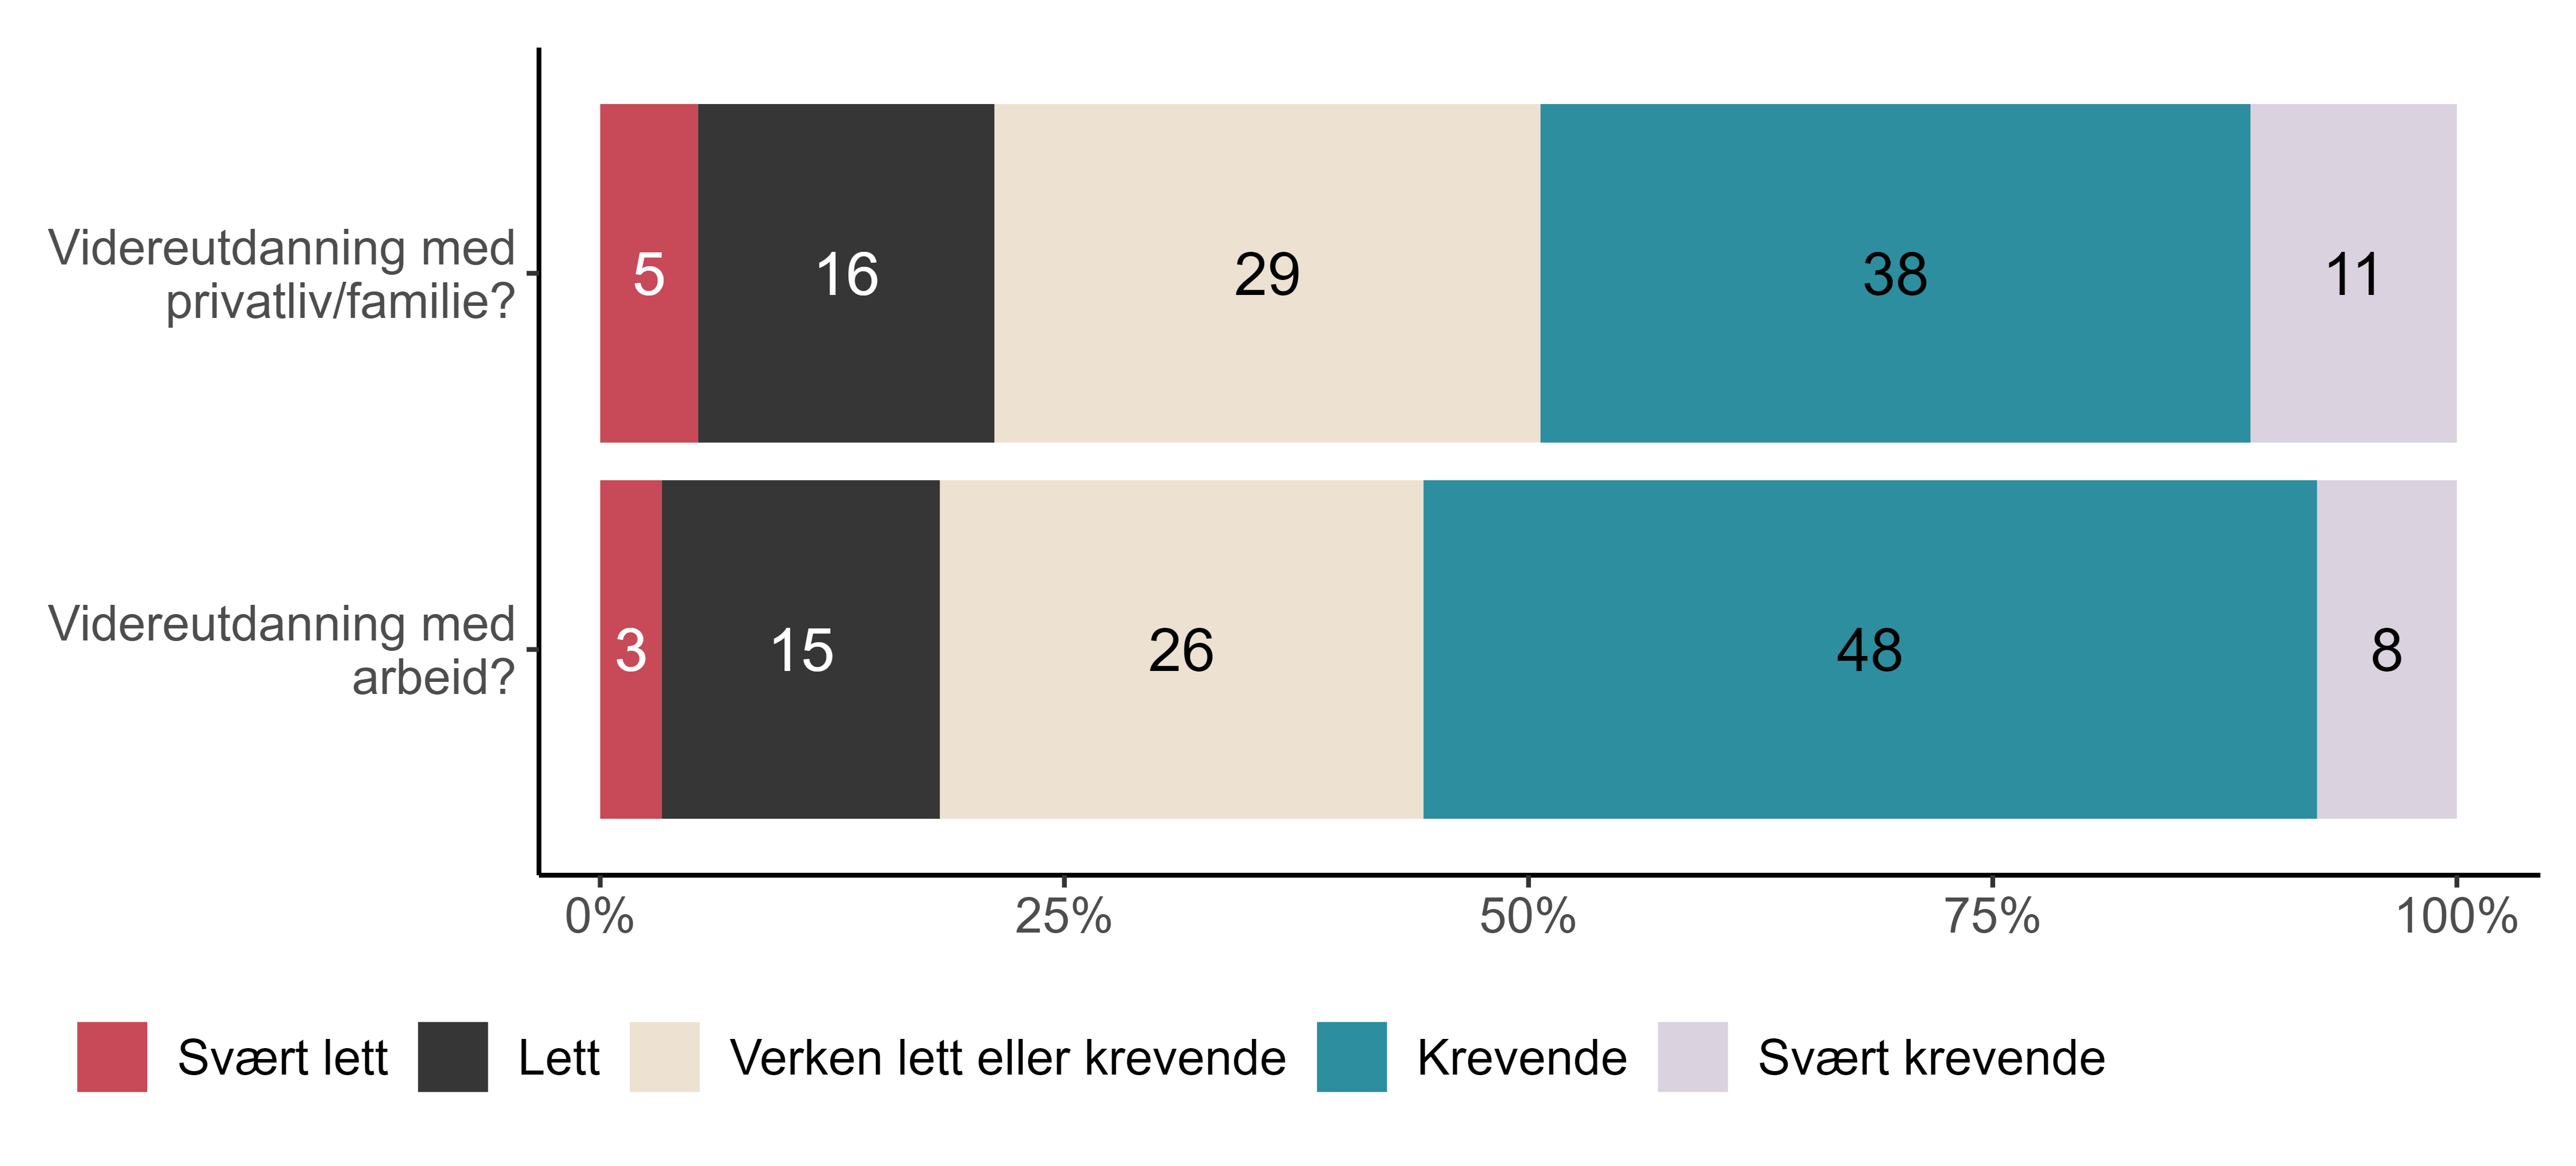 Videreutdanning med
privatliv/familie?
5 16 29 38 11
Videreutdanning med
arbeid?
3 15 26 48 8
0% 25% 50% 75% 100%
Svært lett Lett Verken lett eller krevende Krevende Svært krevende